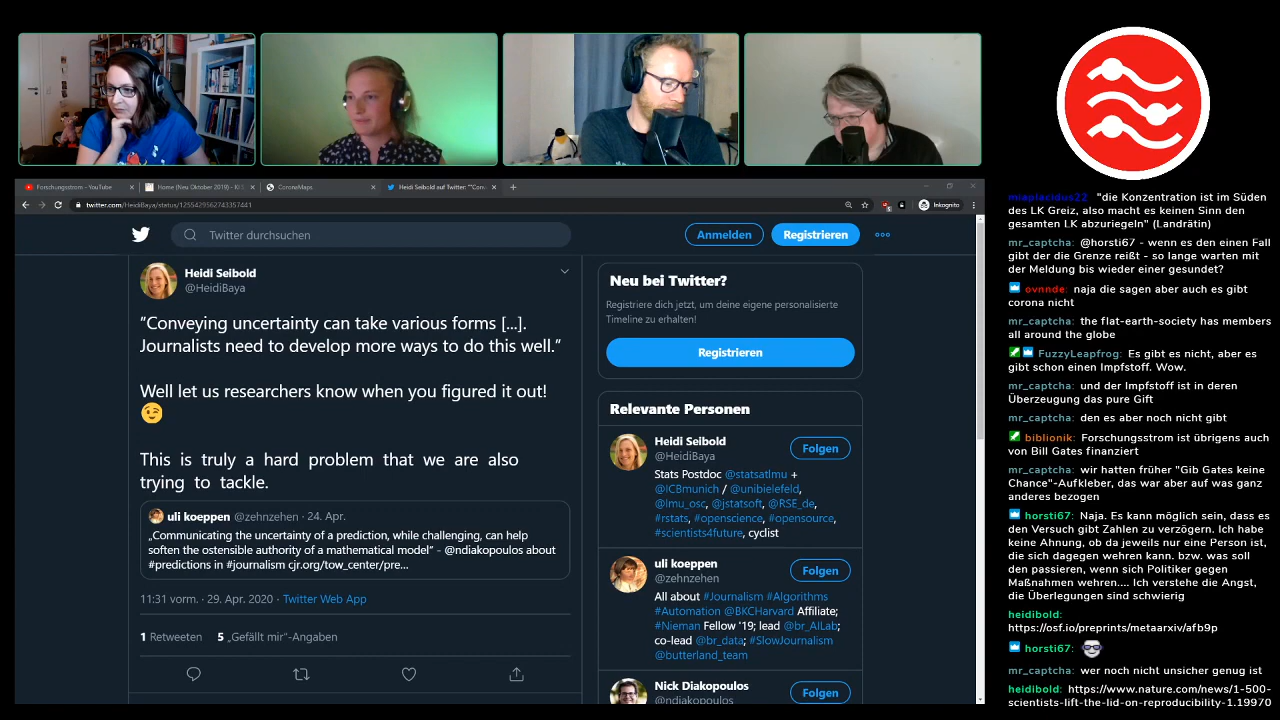 Forschungsstrom - YouTube
Home (Neu Oktober 2019) - KI S
CoronaMaps
Heidi Seibold auf Twitter: "“Con
twitter.com/HeidiBaya/status/1255429562743357441
Inkognito
Twitter durchsuchen
Anmelden
Registrieren
Heidi Seibold
@HeidiBaya
“Conveying uncertainty can take various forms [...].
Journalists need to develop more ways to do this well.”
Well let us researchers know when you figured it out!
😉
This is truly a hard problem that we are also
trying to tackle.
uli koeppen @zehnzehen · 24. Apr.
„Communicating the uncertainty of a prediction, while challenging, can help
soften the ostensible authority of a mathematical model” - @ndiakopoulos about
#predictions in #journalism cjr.org/tow_center/pre...
11:31 vorm. · 29. Apr. 2020 · Twitter Web App
1 Retweeten 5 „Gefällt mir“-Angaben
Neu bei Twitter?
Registriere dich jetzt, um deine eigene personalisierte
Timeline zu erhalten!
Registrieren
Relevante Personen
Heidi Seibold
@HeidiBaya
Folgen
Stats Postdoc @statsatlmu +
@ICBmunich / @unibielefeld,
@lmu_osc, @jstatsoft, @RSE_de,
#rstats, #openscience, #opensource,
#scientists4future, cyclist
uli koeppen
@zehnzehen
Folgen
All about #Journalism #Algorithms
#Automation @BKCHarvard Affiliate;
#Nieman Fellow '19; lead @br_AILab;
co-lead @br_data; #SlowJournalism
@butterland_team
Nick Diakopoulos
@ndiakopoulos
Folgen
miaplacidus22 "die Konzentration ist im Süden
des LK Greiz, also macht es keinen Sinn den
gesamten LK abzuriegeln" (Landrätin)
mr_captcha: @horsti67 - wenn es den einen Fall
gibt der die Grenze reißt - so lange warten mit
der Meldung bis wieder einer gesundet?
ovnnde: naja die sagen aber auch es gibt
corona nicht
mr_captcha: the flat-earth-society has members
all around the globe
FuzzyLeapfrog: Es gibt es nicht, aber es
gibt schon einen Impfstoff. Wow.
mr_captcha: und der Impfstoff ist in deren
Überzeugung das pure Gift
mr_captcha: den es aber noch nicht gibt
biblionik: Forschungsstrom ist übrigens auch
von Bill Gates finanziert
mr_captcha: wir hatten früher "Gib Gates keine
Chance"-Aufkleber, das war aber auf was ganz
anderes bezogen
horsti67: Naja. Es kann möglich sein, dass es
den Versuch gibt Zahlen zu verzögern. Ich habe
keine Ahnung, ob da jeweils nur eine Person ist,
die sich dagegen wehren kann. bzw. was soll
den passieren, wenn sich Politiker gegen
Maßnahmen wehren.... Ich verstehe die Angst,
die Überlegungen sind schwierig
heidibold:
https://osf.io/preprints/metaarxiv/afb9p
horsti67:
mr_captcha: wer noch nicht unsicher genug ist
heidibold: https://www.nature.com/news/1-500-
scientists-lift-the-lid-on-reproducibility-1.19970